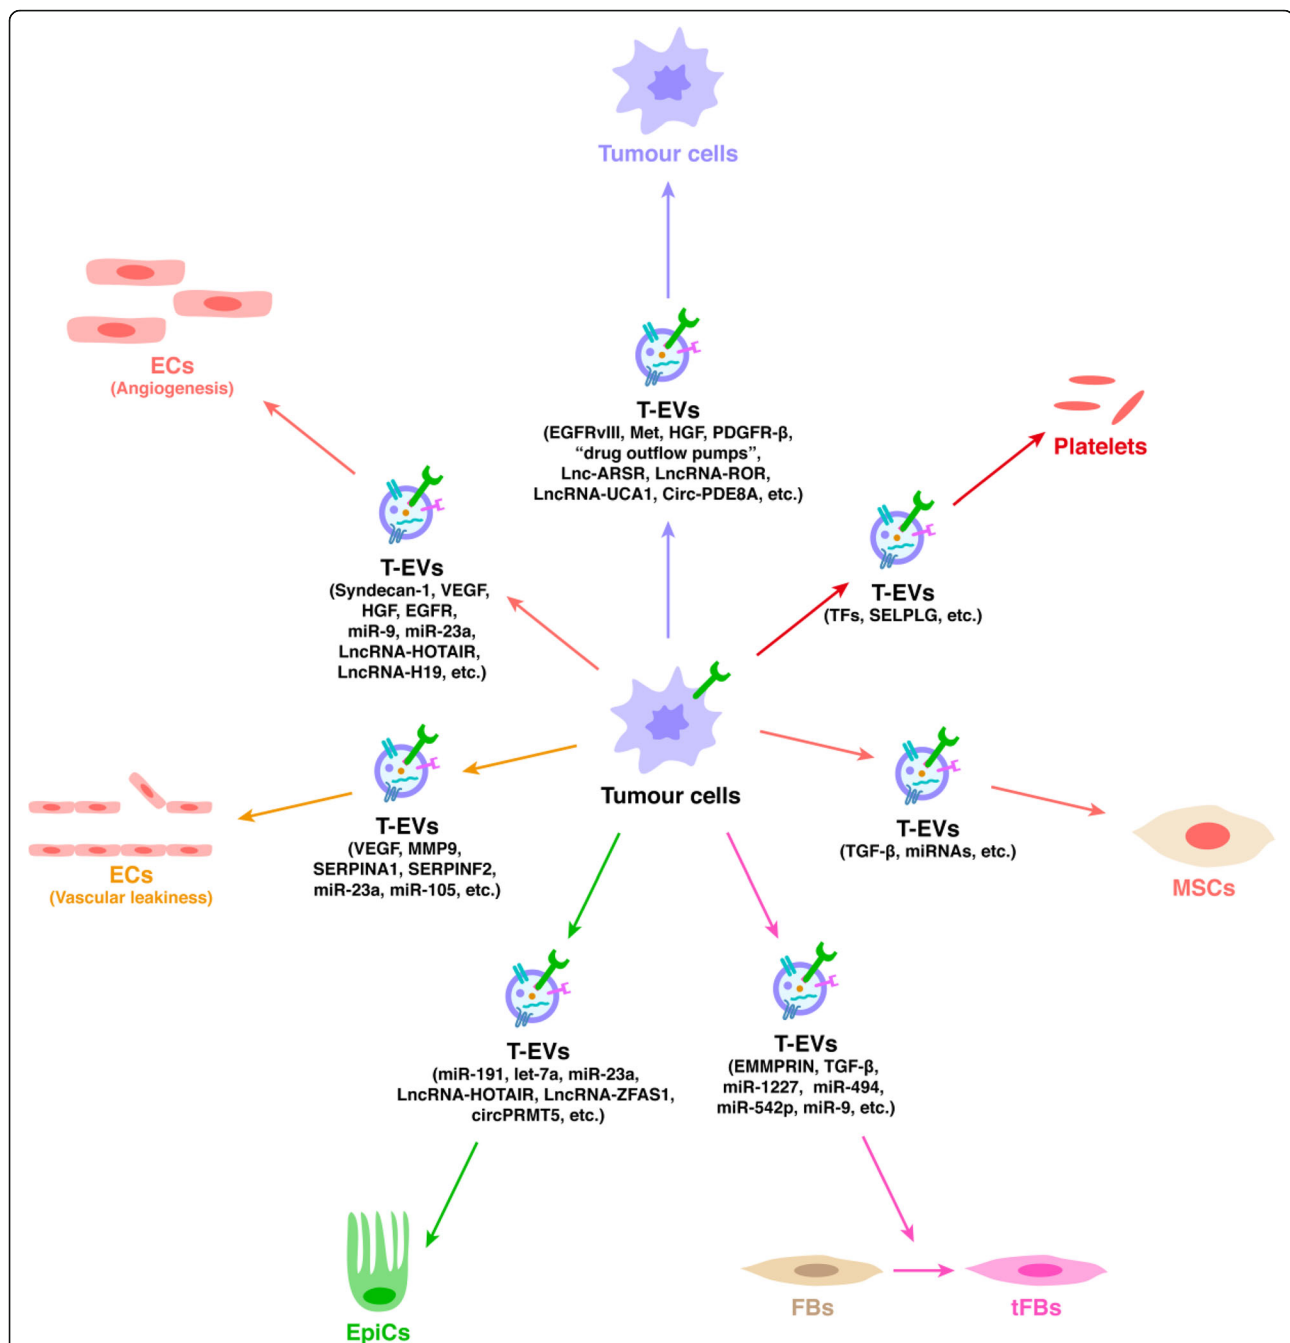 Tumour cells
ECs
(Angiogenesis)
T-EVs
(EGFRvIII, Met, HGF, PDGFR-β,
“drug outflow pumps”,
Lnc-ARSR, LncRNA-ROR,
LncRNA-UCA1, Circ-PDE8A, etc.)
Platelets
T-EVs
(Syndecan-1, VEGF,
HGF, EGFR,
miR-9, miR-23a,
LncRNA-HOTAIR,
LncRNA-H19, etc.)
T-EVs
(TFs, SELPLG, etc.)
Tumour cells
T-EVs
(VEGF, MMP9,
SERPINA1, SERPINF2,
miR-23a, miR-105, etc.)
ECs
(Vascular leakiness)
T-EVs
(TGF-β, miRNAs, etc.)
MSCs
T-EVs
(miR-191, let-7a, miR-23a,
LncRNA-HOTAIR, LncRNA-ZFAS1,
circPRMT5, etc.)
T-EVs
(EMMPRIN, TGF-β,
miR-1227, miR-494,
miR-542p, miR-9, etc.)
EpiCs
FBs
tFBs